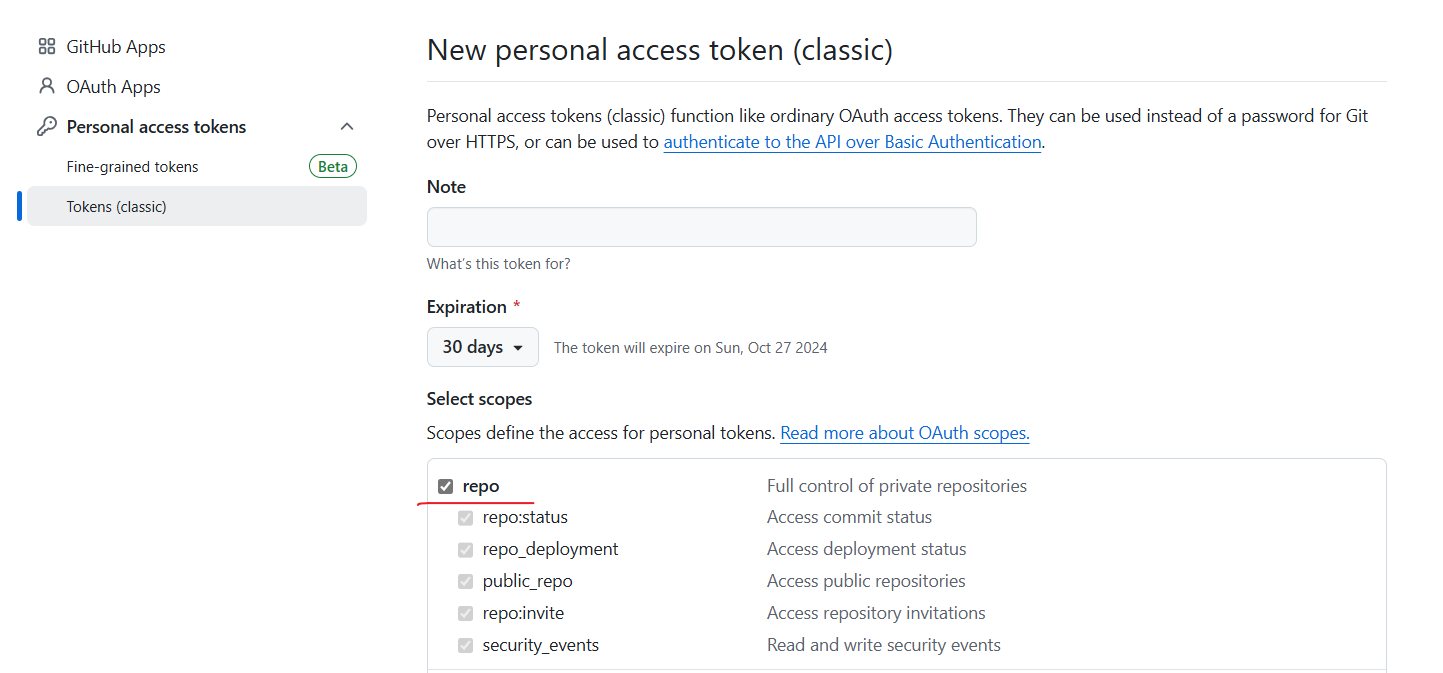 GitHub Apps
OAuth Apps
Personal access tokens
Fine-grained tokens Beta
Tokens (classic)
New personal access token (classic)
Personal access tokens (classic) function like ordinary OAuth access tokens. They can be used instead of a password for Git
over HTTPS, or can be used to authenticate to the API over Basic Authentication.
Note
What's this token for?
Expiration *
30 days The token will expire on Sun, Oct 27 2024
Select scopes
Scopes define the access for personal tokens. Read more about OAuth scopes.
repo Full control of private repositories
repo:status Access commit status
repo_deployment Access deployment status
public_repo Access public repositories
repo:invite Access repository invitations
security_events Read and write security events